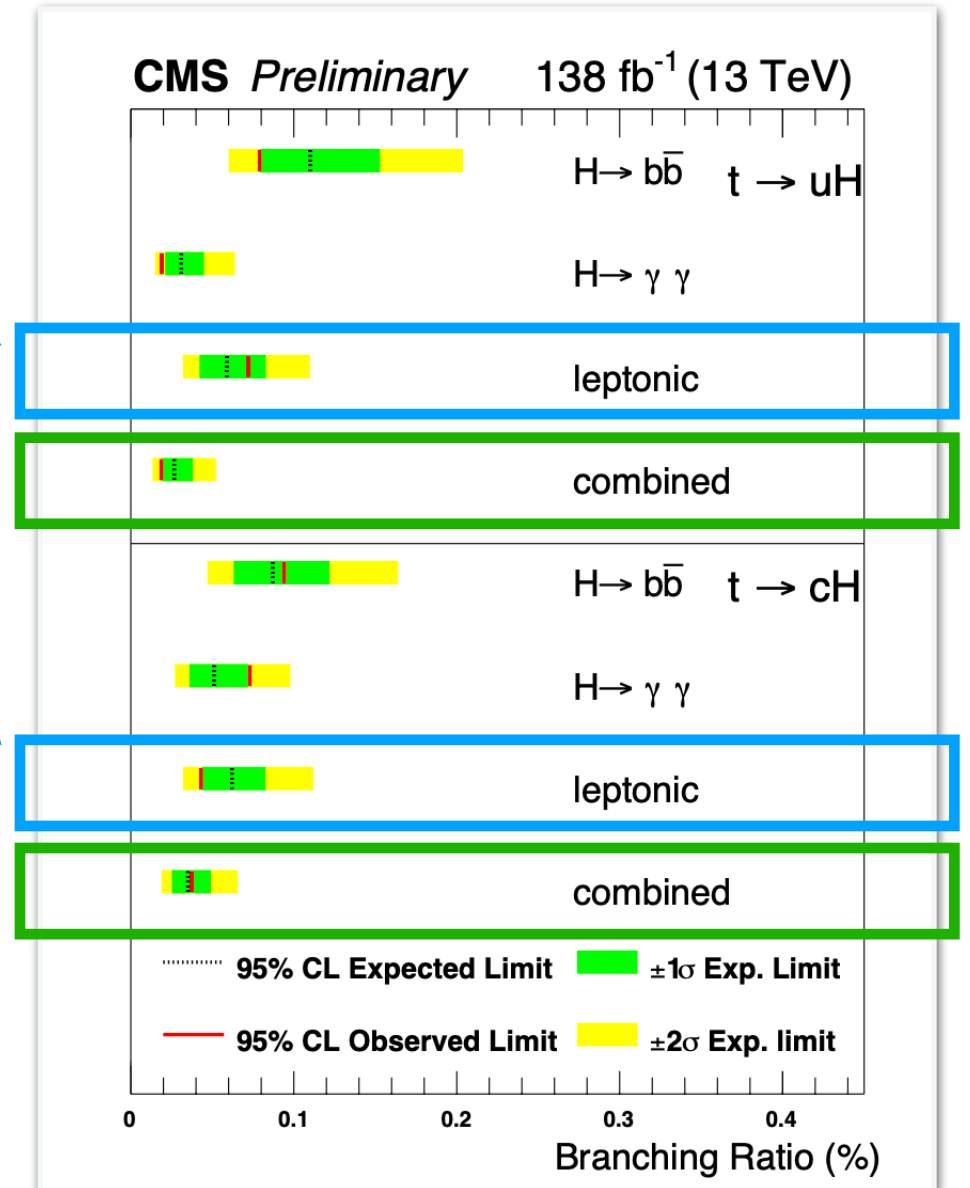 CMS Preliminary 138 fb⁻¹ (13 TeV)
H→ bb̅ t → uH
H→ γ γ
leptonic
combined
H→ bb̅ t → cH
H→ γ γ
leptonic
combined
95% CL Expected Limit ±1σ Exp. Limit
95% CL Observed Limit ±2σ Exp. limit
0 0.1 0.2 0.3 0.4
Branching Ratio (%)